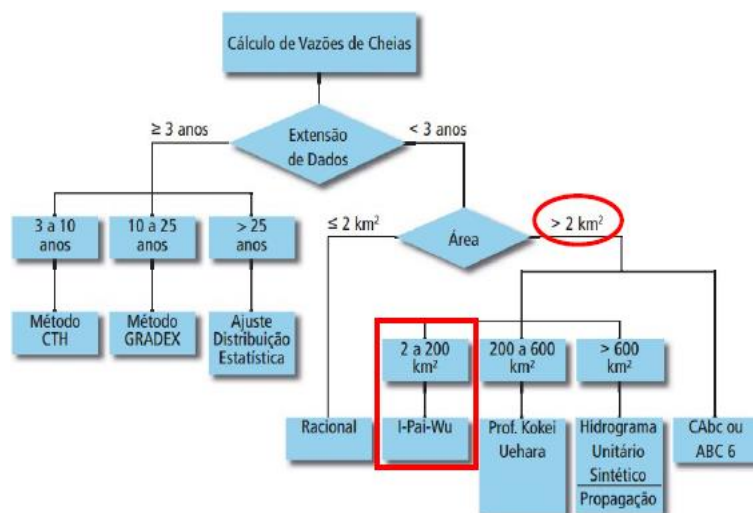 Cálculo de Vazões de Cheias
≥ 3 anos
Extensão
de Dados
< 3 anos
3 a 10
anos
10 a 25
anos
> 25
anos
≤ 2 km²
Área
> 2 km²
Método
CTH
Método
GRADEX
Ajuste
Distribuição
Estatística
2 a 200
km²
200 a 600
km²
> 600
km²
Racional
I-Pai-Wu
Prof. Kokei
Uehara
Hidrograma
Unitário
Sintético
Propagação
CAbc ou
ABC 6